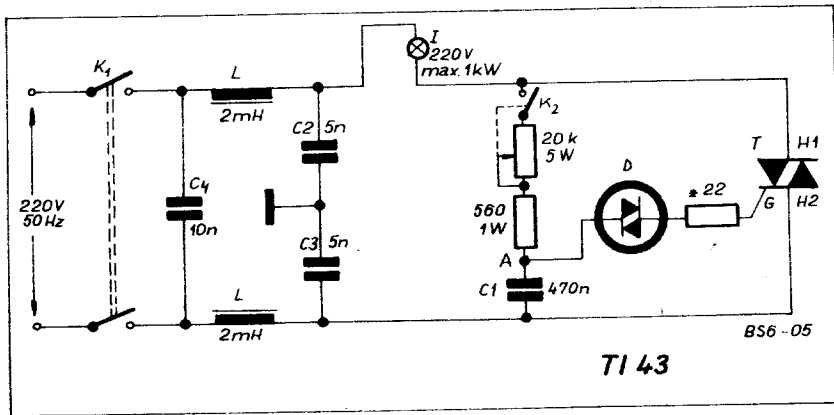 K1
L
2mH
I
220V
max. 1kW
K2
C2 5n
20k
5W
D
T H1
* 22
G H2
220V
50Hz
C4
10n
560
1W
C3 5n
A
C1 470n
L
2mH
BS6-05
TI 43